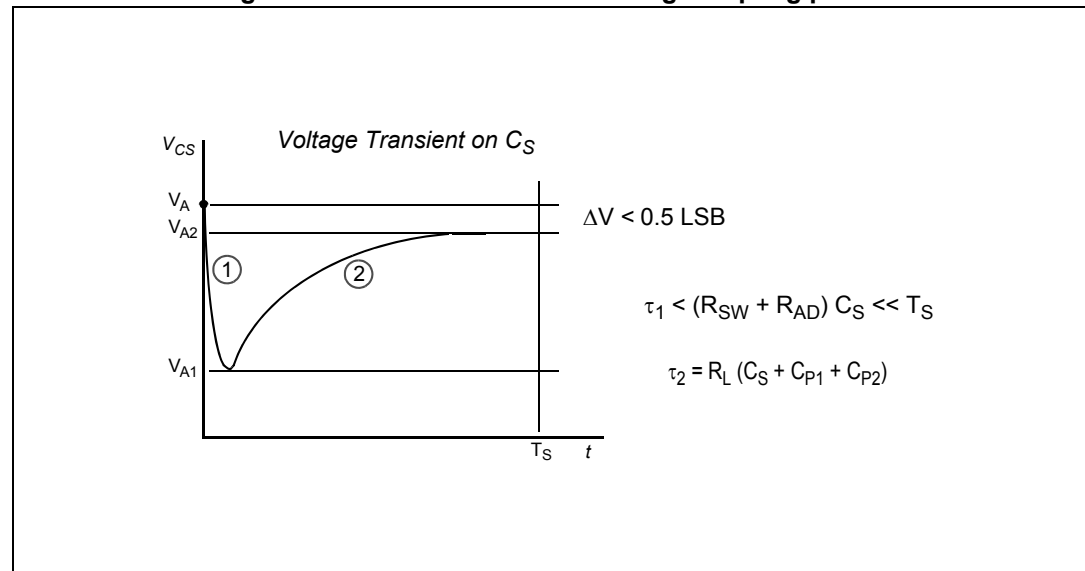 Voltage Transient on CS
VCS
VA
VA2
ΔV < 0.5 LSB
1
2
τ1 < (RSW + RAD) CS << TS
VA1
τ2 = RL (CS + CP1 + CP2)
TS
t